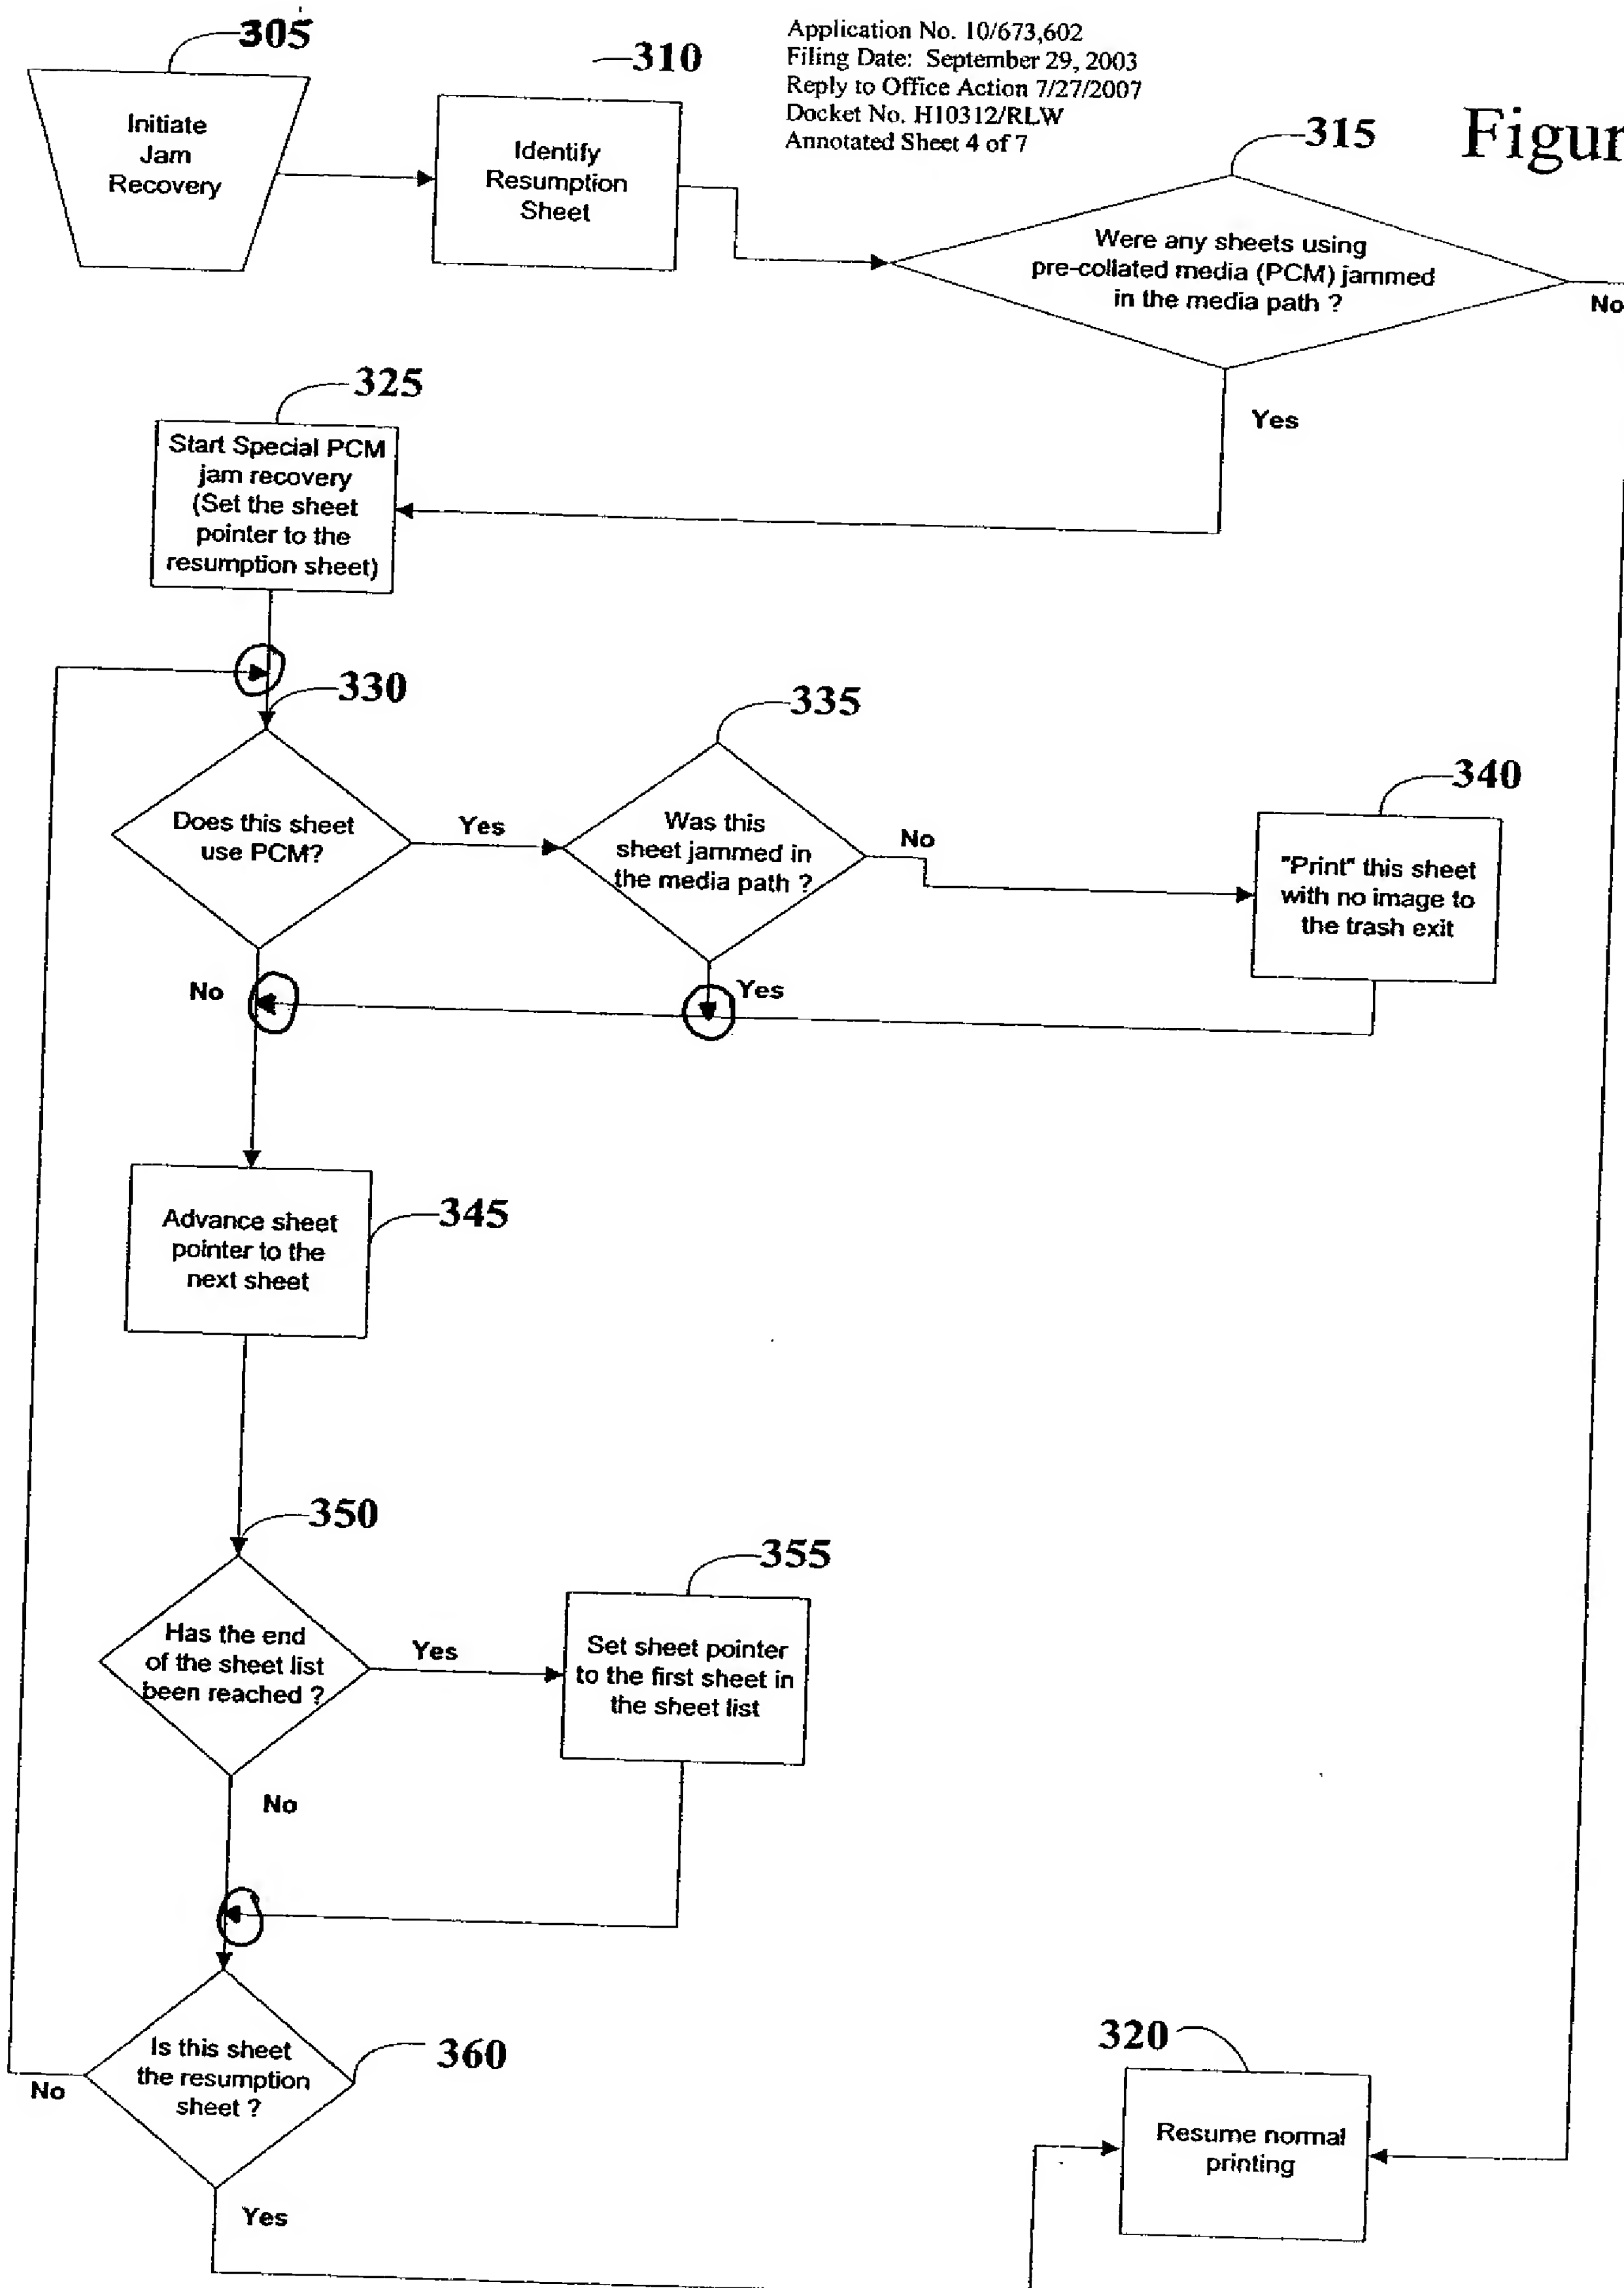 305
310
Application No. 10/673,602
Filing Date: September 29, 2003
Reply to Office Action 7/27/2007
Docket No. H10312/RLW
Annotated Sheet 4 of 7
315
Figur
Initiate
Jam
Recovery
Identify
Resumption
Sheet
Were any sheets using
pre-collated media (PCM) jammed
in the media path ?
No
Yes
325
Start Special PCM
jam recovery
(Set the sheet
pointer to the
resumption sheet)
330
335
340
Does this sheet
use PCM?
Yes
Was this
sheet jammed in
the media path ?
No
"Print" this sheet
with no image to
the trash exit
No
Yes
Advance sheet
pointer to the
next sheet
345
350
355
Has the end
of the sheet list
been reached ?
Yes
Set sheet pointer
to the first sheet in
the sheet list
No
Is this sheet
the resumption
sheet ?
360
No
Yes
320
Resume normal
printing